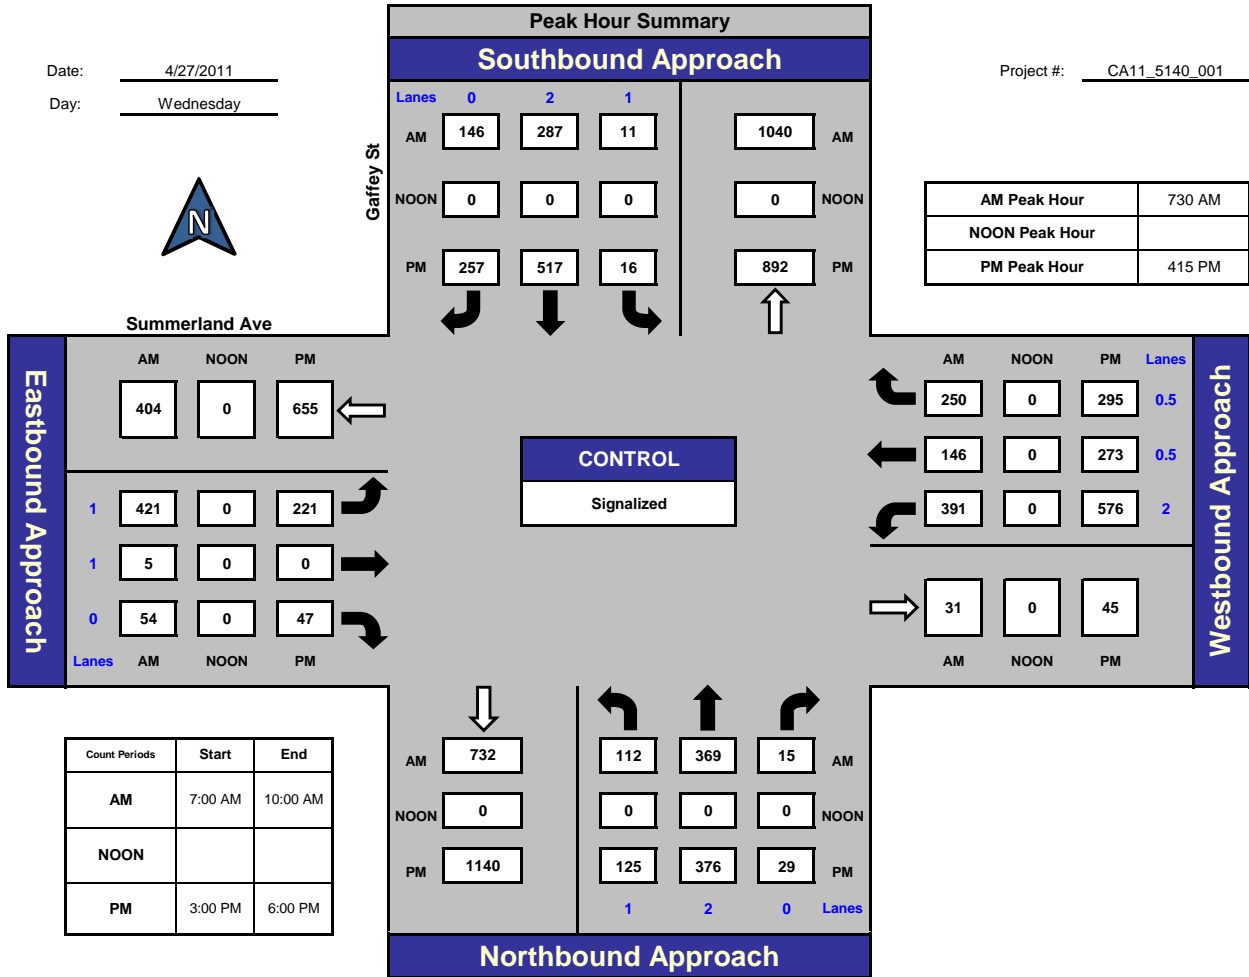 Peak Hour Summary
Southbound Approach
Date: 4/27/2011
Day: Wednesday
Project #: CA11_5140_001
N
Gaffey St
Lanes 0 2 1
AM 146 287 11 1040 AM
NOON 0 0 0 0 NOON
PM 257 517 16 892 PM
AM Peak Hour 730 AM
NOON Peak Hour
PM Peak Hour 415 PM
Summerland Ave
Eastbound Approach
AM NOON PM
404 0 655
1 421 0 221
1 5 0 0
0 54 0 47
Lanes AM NOON PM
CONTROL
Signalized
AM NOON PM Lanes
250 0 295 0.5
146 0 273 0.5
391 0 576 2
31 0 45
AM NOON PM
Westbound Approach
Count Periods Start End
AM 7:00 AM 10:00 AM
NOON
PM 3:00 PM 6:00 PM
AM 732 112 369 15 AM
NOON 0 0 0 0 NOON
PM 1140 125 376 29 PM
1 2 0 Lanes
Northbound Approach